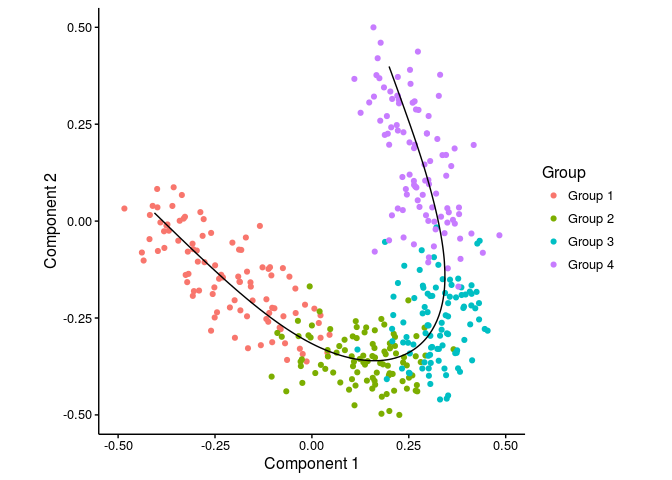 0.50
0.25
0.00
-0.25
-0.50
Component 2
-0.50
-0.25
0.00
0.25
0.50
Component 1
Group
Group 1
Group 2
Group 3
Group 4